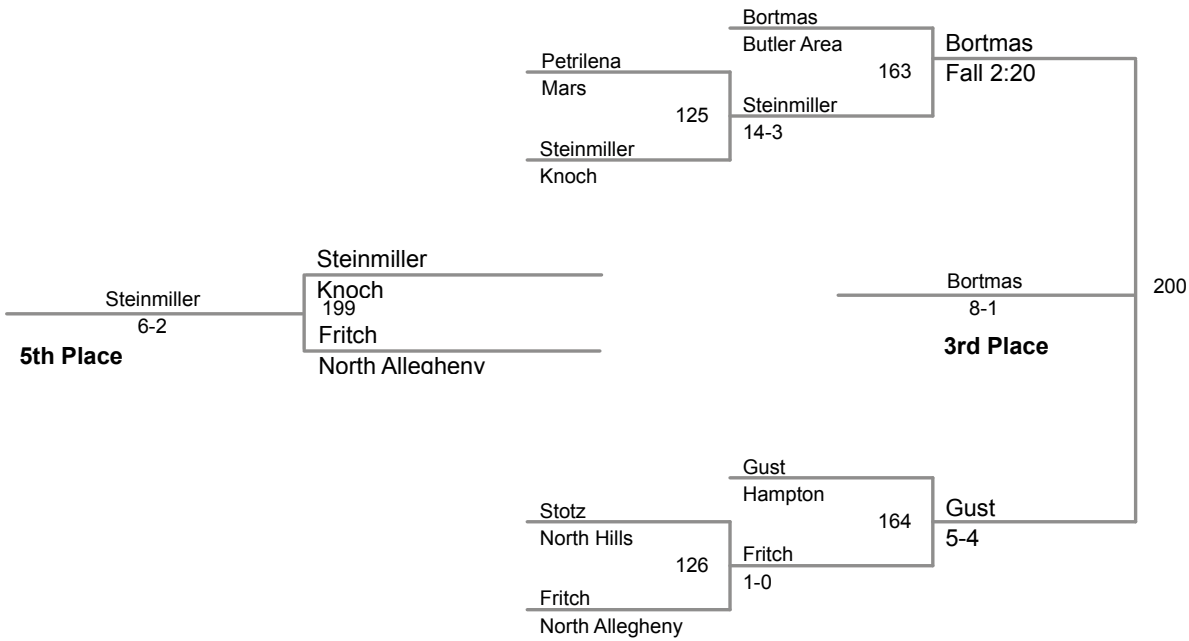 Bortmas
Butler Area
163
Bortmas
Fall 2:20
Petrilena
Mars
125
Steinmiller
14-3
Steinmiller
Knoch
Steinmiller
Knoch
199
Fritch
North Allegheny
Steinmiller
6-2
5th Place
Bortmas
8-1
3rd Place
200
Gust
Hampton
164
Gust
5-4
Stotz
North Hills
126
Fritch
1-0
Fritch
North Allegheny